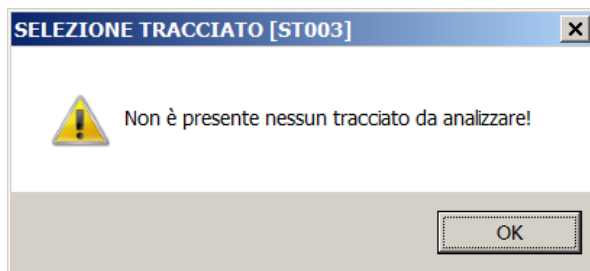 SELEZIONE TRACCIATO [ST003]
Non è presente nessun tracciato da analizzare!
OK